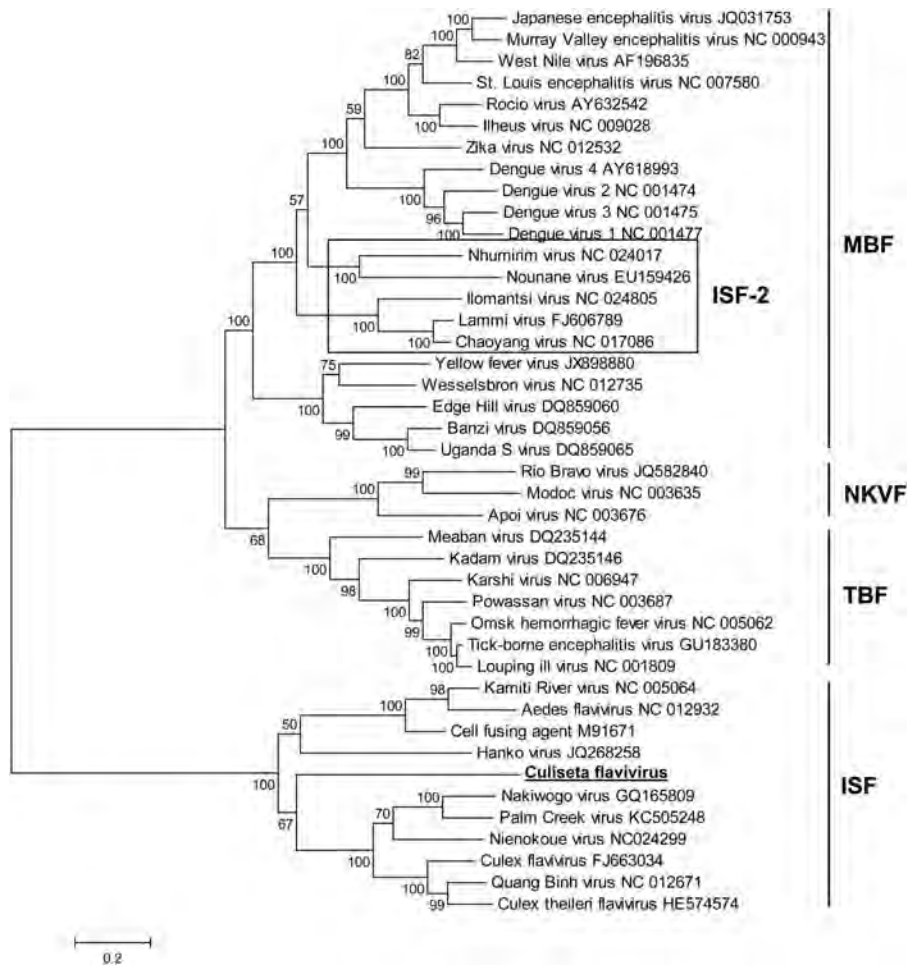 Japanese encephalitis virus JQ031753
100
100
Murray Valley encephalitis virus NC 000943
82
West Nile virus AF196835
100
St. Louis encephalitis virus NC 007580
59
Rocio virus AY632542
100
Ilheus virus NC 009028
100
Zika virus NC 012532
Dengue virus 4 AY618993
57
100
Dengue virus 2 NC 001474
96
Dengue virus 3 NC 001475
100
Dengue virus 1 NC 001477
MBF
100
Nhumirim virus NC 024017
100
Nounane virus EU159426
ISF-2
Ilomantsi virus NC 024805
100
Lammi virus FJ606789
100
Chaoyang virus NC 017086
100
75
Yellow fever virus JX898880
Wesselsbron virus NC 012735
100
Edge Hill virus DQ859060
99
Banzi virus DQ859056
100
Uganda S virus DQ859065
99
Rio Bravo virus JQ582840
100
Modoc virus NC 003635
NKVF
Apoi virus NC 003676
68
Meaban virus DQ235144
100
Kadam virus DQ235146
98
Karshi virus NC 006947
TBF
Powassan virus NC 003687
99
Omsk hemorrhagic fever virus NC 005062
100
Tick-borne encephalitis virus GU183380
100
Louping ill virus NC 001809
98
Kamiti River virus NC 005064
100
Aedes flavivirus NC 012932
50
Cell fusing agent M91671
Hanko virus JQ268258
100
Culiseta flavivirus
ISF
67
100
Nakiwogo virus GQ165809
70
Palm Creek virus KC505248
Nienokoue virus NC024299
100
Culex flavivirus FJ663034
100
Quang Binh virus NC 012671
99
Culex theileri flavivirus HE574574
0.2